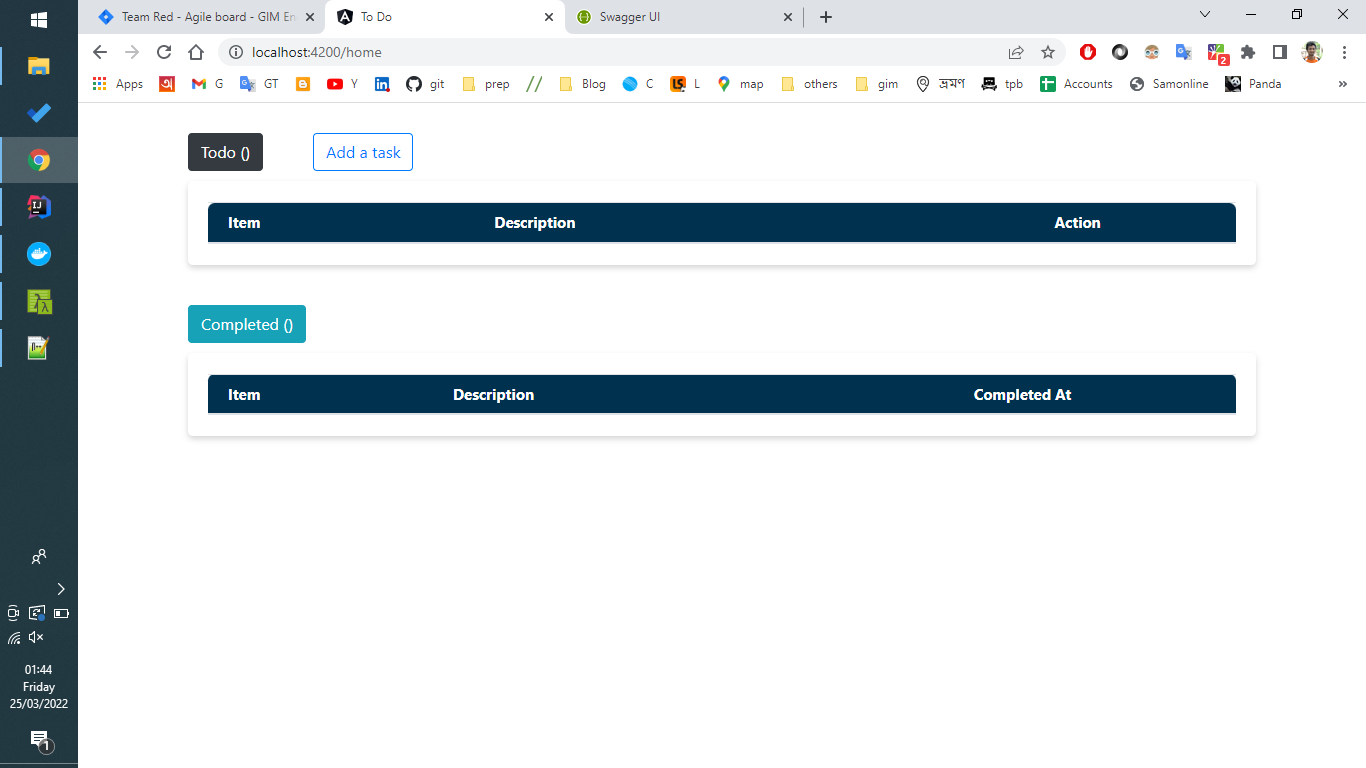 Team Red - Agile board - GIM En
To Do
Swagger UI
localhost:4200/home
2
Apps
অ
G
GT
Y
git
prep
//
Blog
C
L
map
others
gim
ভ্রমণ
tpb
Accounts
Samonline
Panda
»
Todo ()
Add a task
Item Description Action
Completed ()
Item Description Completed At
01:44
Friday
25/03/2022
1